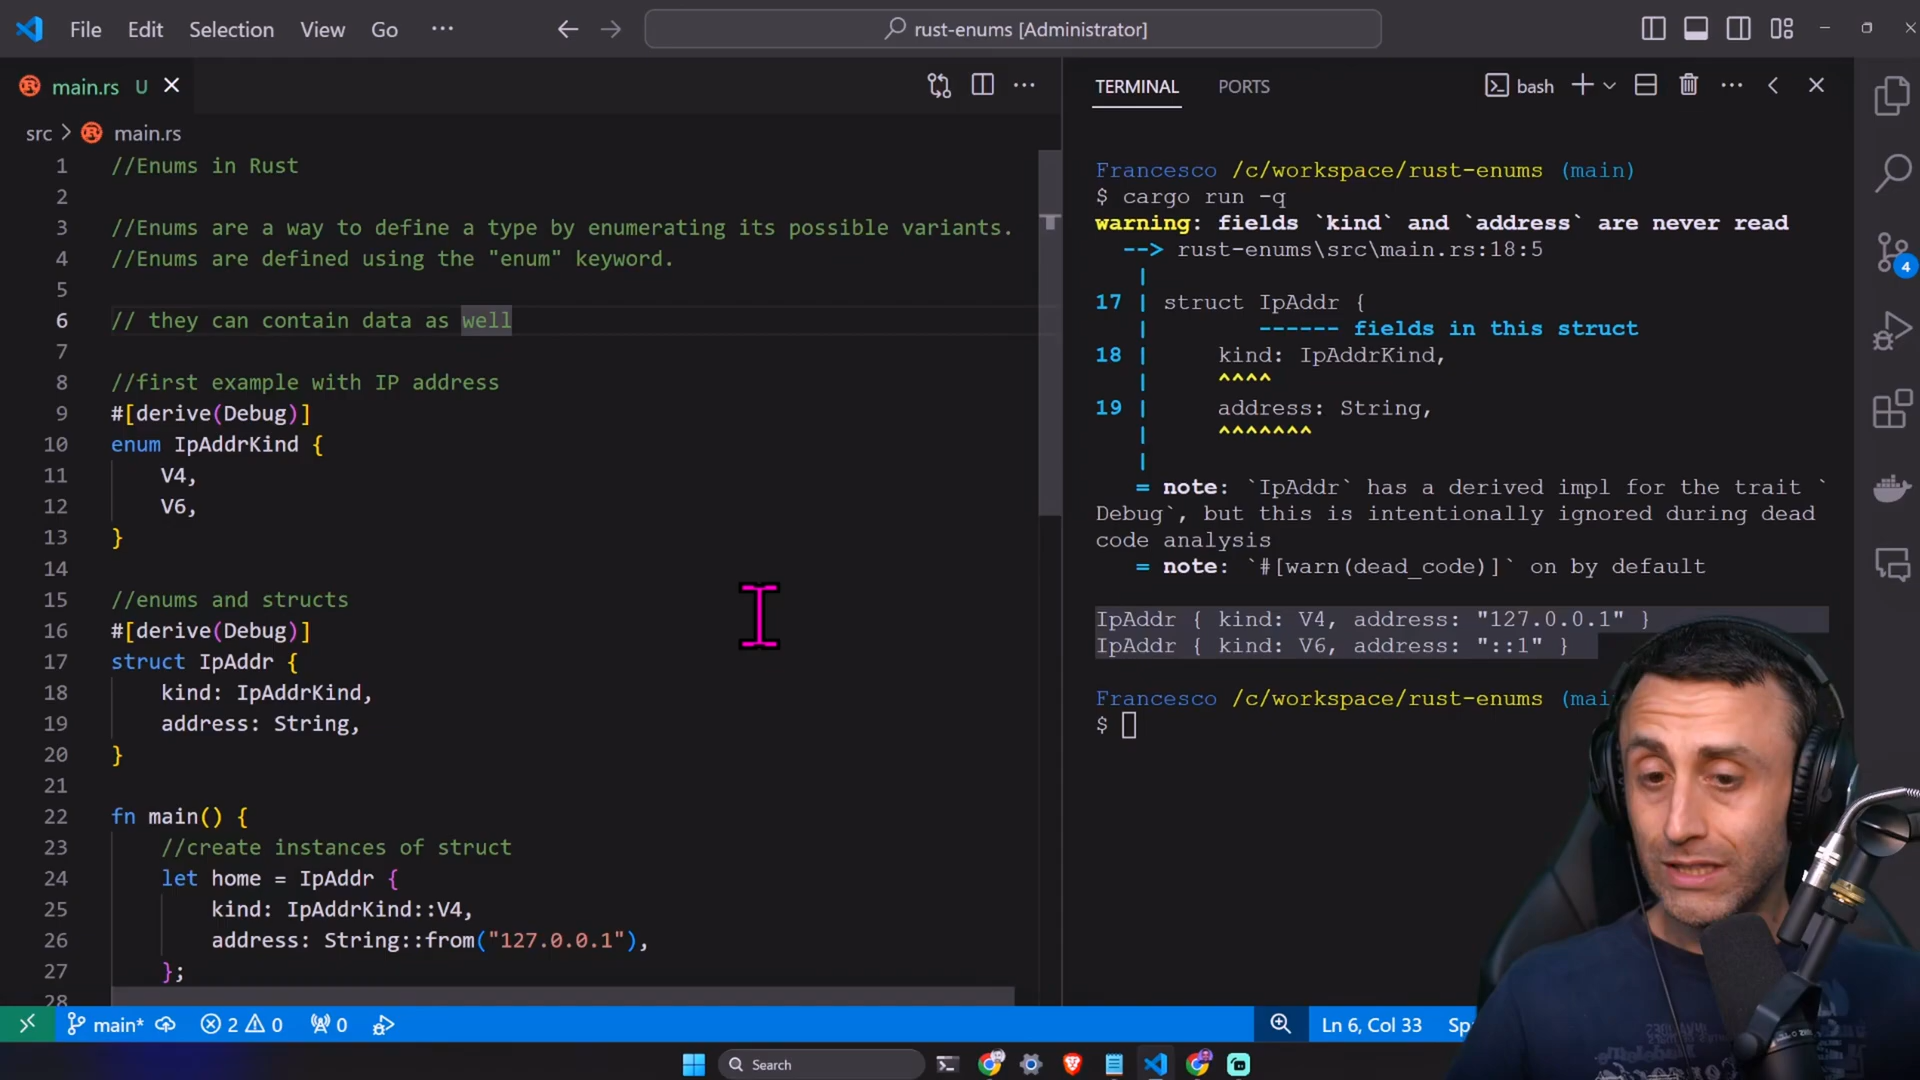 File Edit Selection View Go ··· rust-enums [Administrator]
main.rs U
src > main.rs
1 //Enums in Rust
2
3 //Enums are a way to define a type by enumerating its possible variants.
4 //Enums are defined using the "enum" keyword.
5
6 // they can contain data as well
7
8 //first example with IP address
9 #[derive(Debug)]
10 enum IpAddrKind {
11 V4,
12 V6,
13 }
14
15 //enums and structs
16 #[derive(Debug)]
17 struct IpAddr {
18 kind: IpAddrKind,
19 address: String,
20 }
21
22 fn main() {
23 //create instances of struct
24 let home = IpAddr {
25 kind: IpAddrKind::V4,
26 address: String::from("127.0.0.1"),
27 };
28
TERMINAL PORTS bash
Francesco /c/workspace/rust-enums (main)
$ cargo run -q
warning: fields `kind` and `address` are never read
--> rust-enums\src\main.rs:18:5
|
17 | struct IpAddr {
| ------ fields in this struct
18 | kind: IpAddrKind,
| ^^^^
19 | address: String,
| ^^^^^^^
|
= note: `IpAddr` has a derived impl for the trait `
Debug`, but this is intentionally ignored during dead
code analysis
= note: `#[warn(dead_code)]` on by default
IpAddr { kind: V4, address: "127.0.0.1" }
IpAddr { kind: V6, address: "::1" }
Francesco /c/workspace/rust-enums (mai
$
4
main* 2 0 0 Ln 6, Col 33
Search